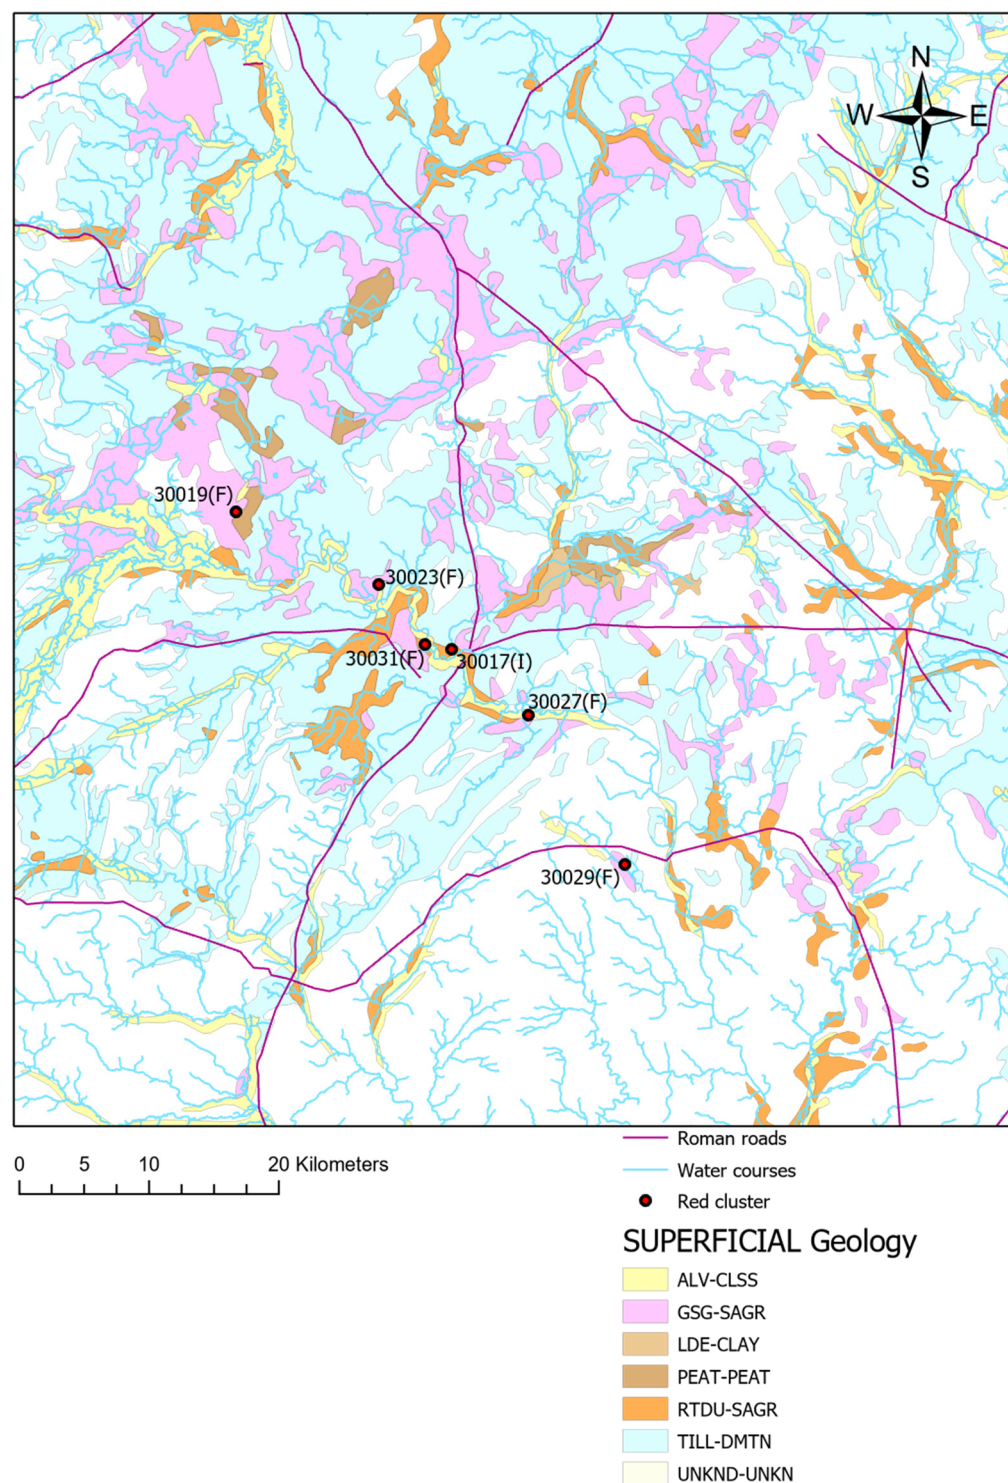 N
W E
S
30019(F)
30023(F)
30031(F)
30017(I)
30027(F)
30029(F)
0 5 10 20 Kilometers
Roman roads
Water courses
Red cluster
SUPERFICIAL Geology
ALV-CLSS
GSG-SAGR
LDE-CLAY
PEAT-PEAT
RTDU-SAGR
TILL-DMTN
UNKND-UNKN